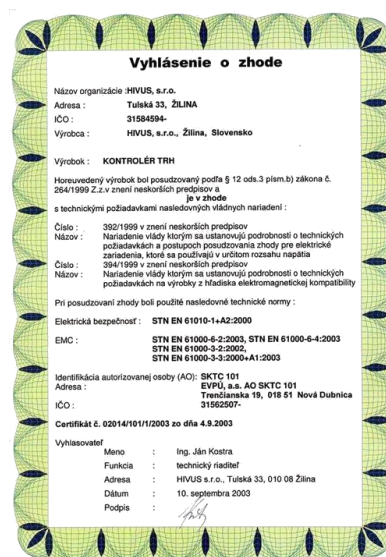 Vyhlásenie o zhode
Názov organizácie : HIVUS, s.r.o.
Adresa : Tulská 33, ŽILINA
IČO : 31584594-
Výrobca : HIVUS, s.r.o., Žilina, Slovensko
Výrobok : KONTROLÉR TRH
Horeuvedený výrobok bol posudzovaný podľa § 12 ods.3 písm.b) zákona č.
264/1999 Z.z.v znení neskorších predpisov a
je v zhode
s technickými požiadavkami nasledovných vládnych nariadení :
Číslo : 392/1999 v znení neskorších predpisov
Názov : Nariadenie vlády ktorým sa ustanovujú podrobnosti o technických
požiadavkách a postupoch posudzovania zhody pre elektrické
zariadenia, ktoré sa používajú v určitom rozsahu napätia
Číslo : 394/1999 v znení neskorších predpisov
Názov : Nariadenie vlády ktorým sa ustanovujú podrobnosti o technických
požiadavkách na výrobky z hľadiska elektromagnetickej kompatibility
Pri posudzovaní zhody boli použité nasledovné technické normy :
Elektrická bezpečnosť : STN EN 61010-1+A2:2000
EMC : STN EN 61000-6-2:2003, STN EN 61000-6-4:2003
STN EN 61000-3-2:2002,
STN EN 61000-3-3:2000+A1:2003
Identifikácia autorizovanej osoby (AO): SKTC 101
Adresa : EVPÚ, a.s. AO SKTC 101
Trenčianska 19, 018 51 Nová Dubnica
IČO : 31562507-
Certifikát č. 02014/101/1/2003 zo dňa 4.9.2003
Vyhlasovateľ
Meno : Ing. Ján Kostra
Funkcia : technický riaditeľ
Adresa : HIVUS s.r.o., Tulská 33, 010 08 Žilina
Dátum : 10. septembra 2003
Podpis :